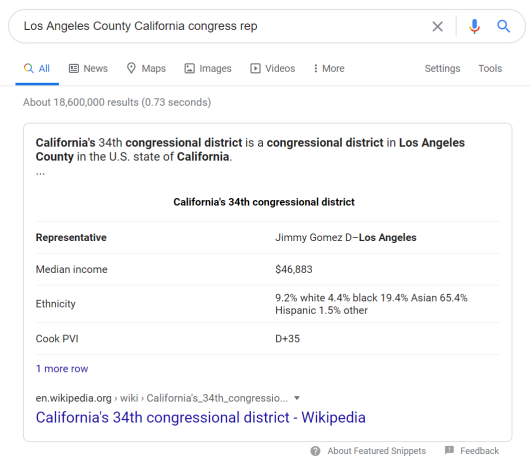 Los Angeles County California congress rep
All News Maps Images Videos More Settings Tools
About 18,600,000 results (0.73 seconds)
California's 34th congressional district is a congressional district in Los Angeles
County in the U.S. state of California.
...
California's 34th congressional district
Representative Jimmy Gomez D–Los Angeles
Median income $46,883
Ethnicity 9.2% white 4.4% black 19.4% Asian 65.4%
Hispanic 1.5% other
Cook PVI D+35
1 more row
en.wikipedia.org › wiki › California's_34th_congressio...
California's 34th congressional district - Wikipedia
About Featured Snippets Feedback